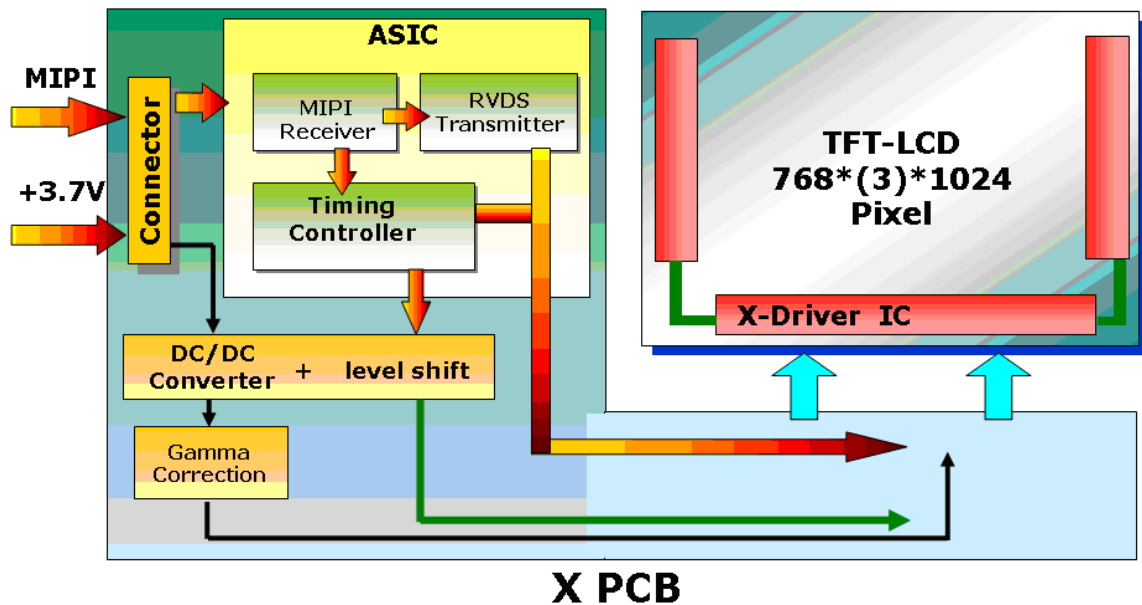 MIPI
+3.7V
Connector
ASIC
MIPI
Receiver
RVDS
Transmitter
Timing
Controller
DC/DC
Converter + level shift
Gamma
Correction
TFT-LCD
768*(3)*1024
Pixel
X-Driver IC
X PCB